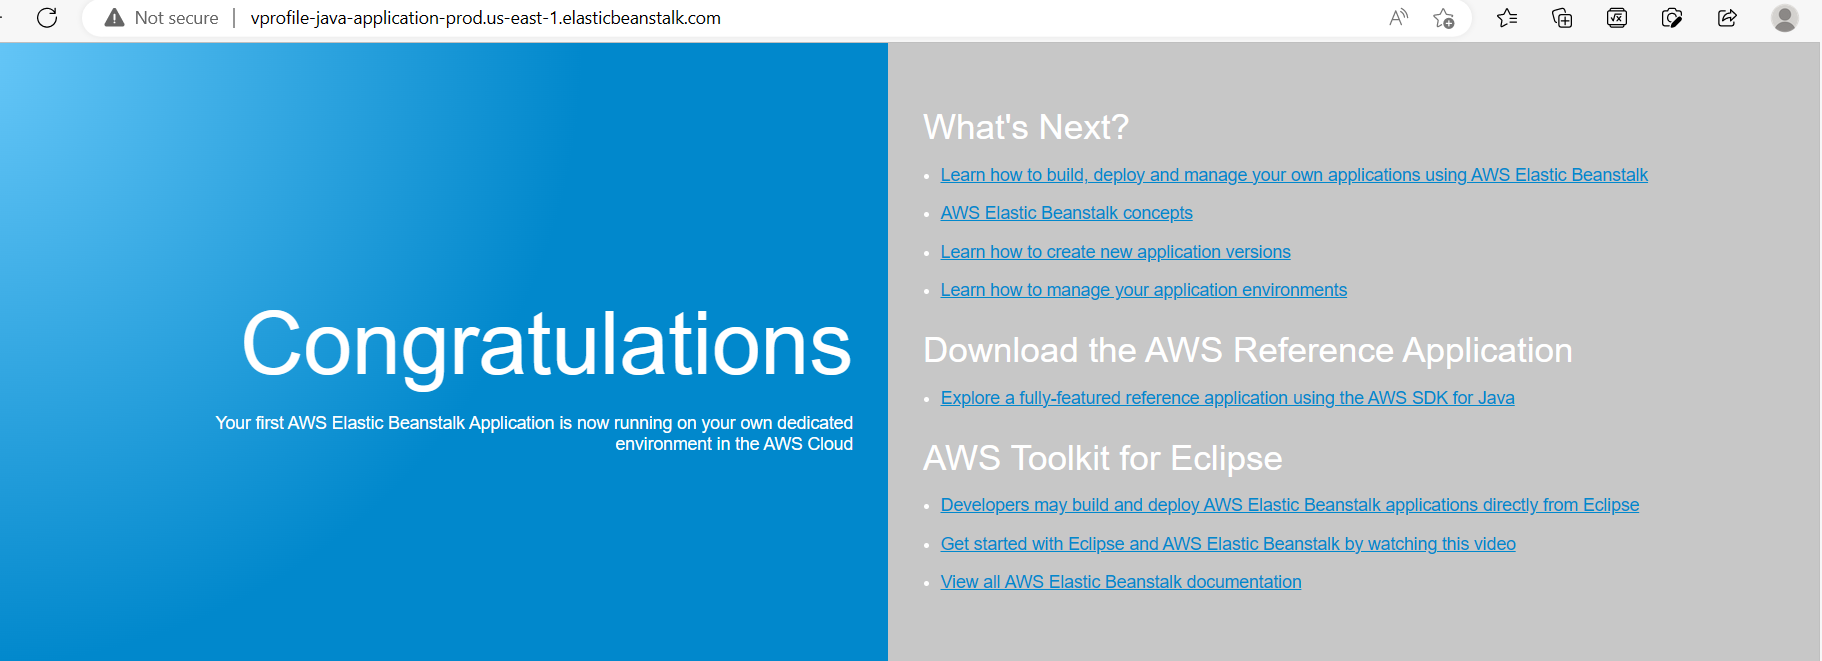 Not secure | vprofile-java-application-prod.us-east-1.elasticbeanstalk.com
Congratulations
Your first AWS Elastic Beanstalk Application is now running on your own dedicated
environment in the AWS Cloud
What's Next?
Learn how to build, deploy and manage your own applications using AWS Elastic Beanstalk
AWS Elastic Beanstalk concepts
Learn how to create new application versions
Learn how to manage your application environments
Download the AWS Reference Application
Explore a fully-featured reference application using the AWS SDK for Java
AWS Toolkit for Eclipse
Developers may build and deploy AWS Elastic Beanstalk applications directly from Eclipse
Get started with Eclipse and AWS Elastic Beanstalk by watching this video
View all AWS Elastic Beanstalk documentation